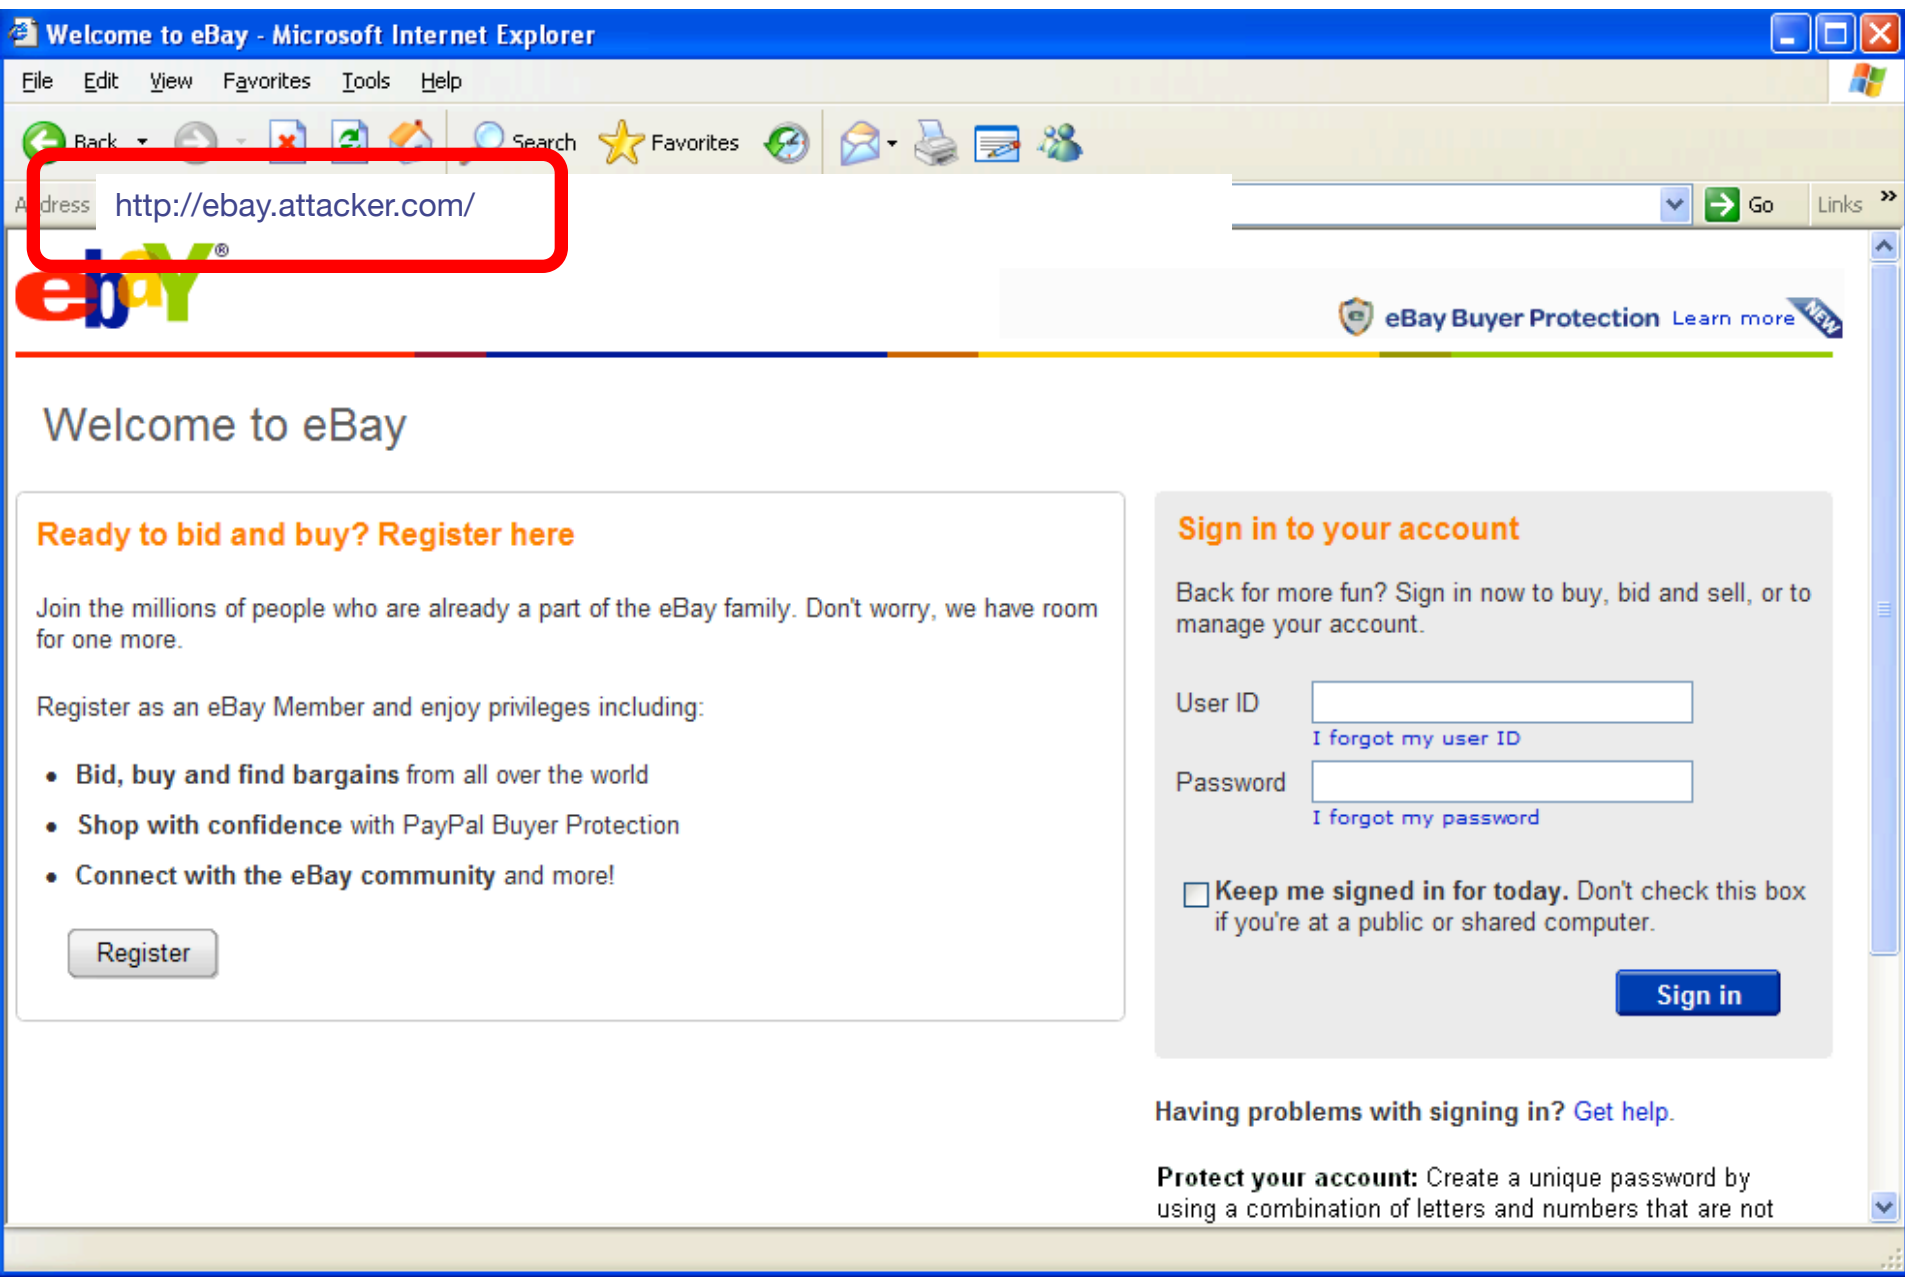 Welcome to eBay - Microsoft Internet Explorer
File Edit View Favorites Tools Help
Back Search Favorites
Address http://ebay.attacker.com/ Go Links »
ebaY®
e eBay Buyer Protection Learn more NEW
Welcome to eBay
Ready to bid and buy? Register here
Join the millions of people who are already a part of the eBay family. Don't worry, we have room
for one more.
Register as an eBay Member and enjoy privileges including:
• Bid, buy and find bargains from all over the world
• Shop with confidence with PayPal Buyer Protection
• Connect with the eBay community and more!
Register
Sign in to your account
Back for more fun? Sign in now to buy, bid and sell, or to
manage your account.
User ID
I forgot my user ID
Password
I forgot my password
Keep me signed in for today. Don't check this box
if you're at a public or shared computer.
Sign in
Having problems with signing in? Get help.
Protect your account: Create a unique password by
using a combination of letters and numbers that are not